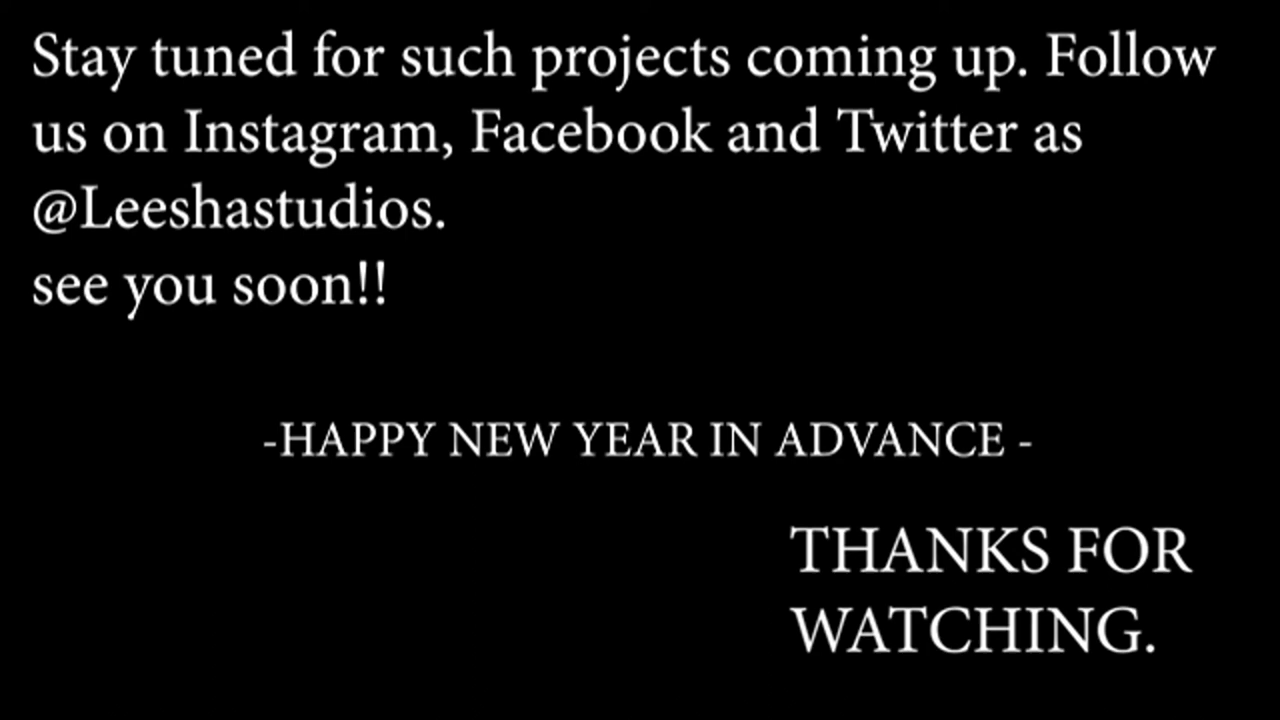 Stay tuned for such projects coming up. Follow
us on Instagram, Facebook and Twitter as
@Leeshastudios.
see you soon!!
-HAPPY NEW YEAR IN ADVANCE -
THANKS FOR
WATCHING.